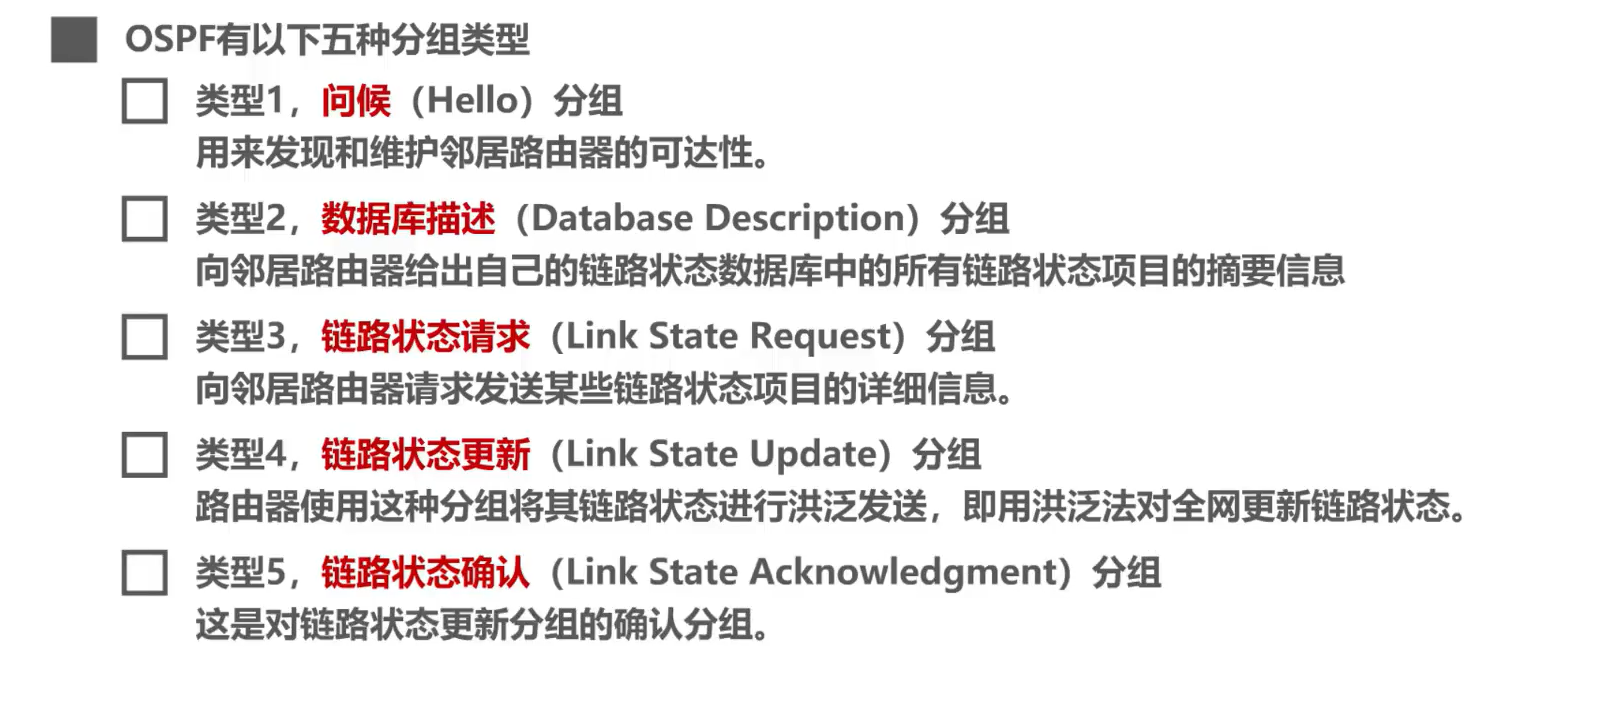 OSPF有以下五种分组类型
类型1，问候（Hello）分组
用来发现和维护邻居路由器的可达性。
类型2，数据库描述（Database Description）分组
向邻居路由器给出自己的链路状态数据库中的所有链路状态项目的摘要信息
类型3，链路状态请求（Link State Request）分组
向邻居路由器请求发送某些链路状态项目的详细信息。
类型4，链路状态更新（Link State Update）分组
路由器使用这种分组将其链路状态进行洪泛发送，即用洪泛法对全网更新链路状态。
类型5，链路状态确认（Link State Acknowledgment）分组
这是对链路状态更新分组的确认分组。